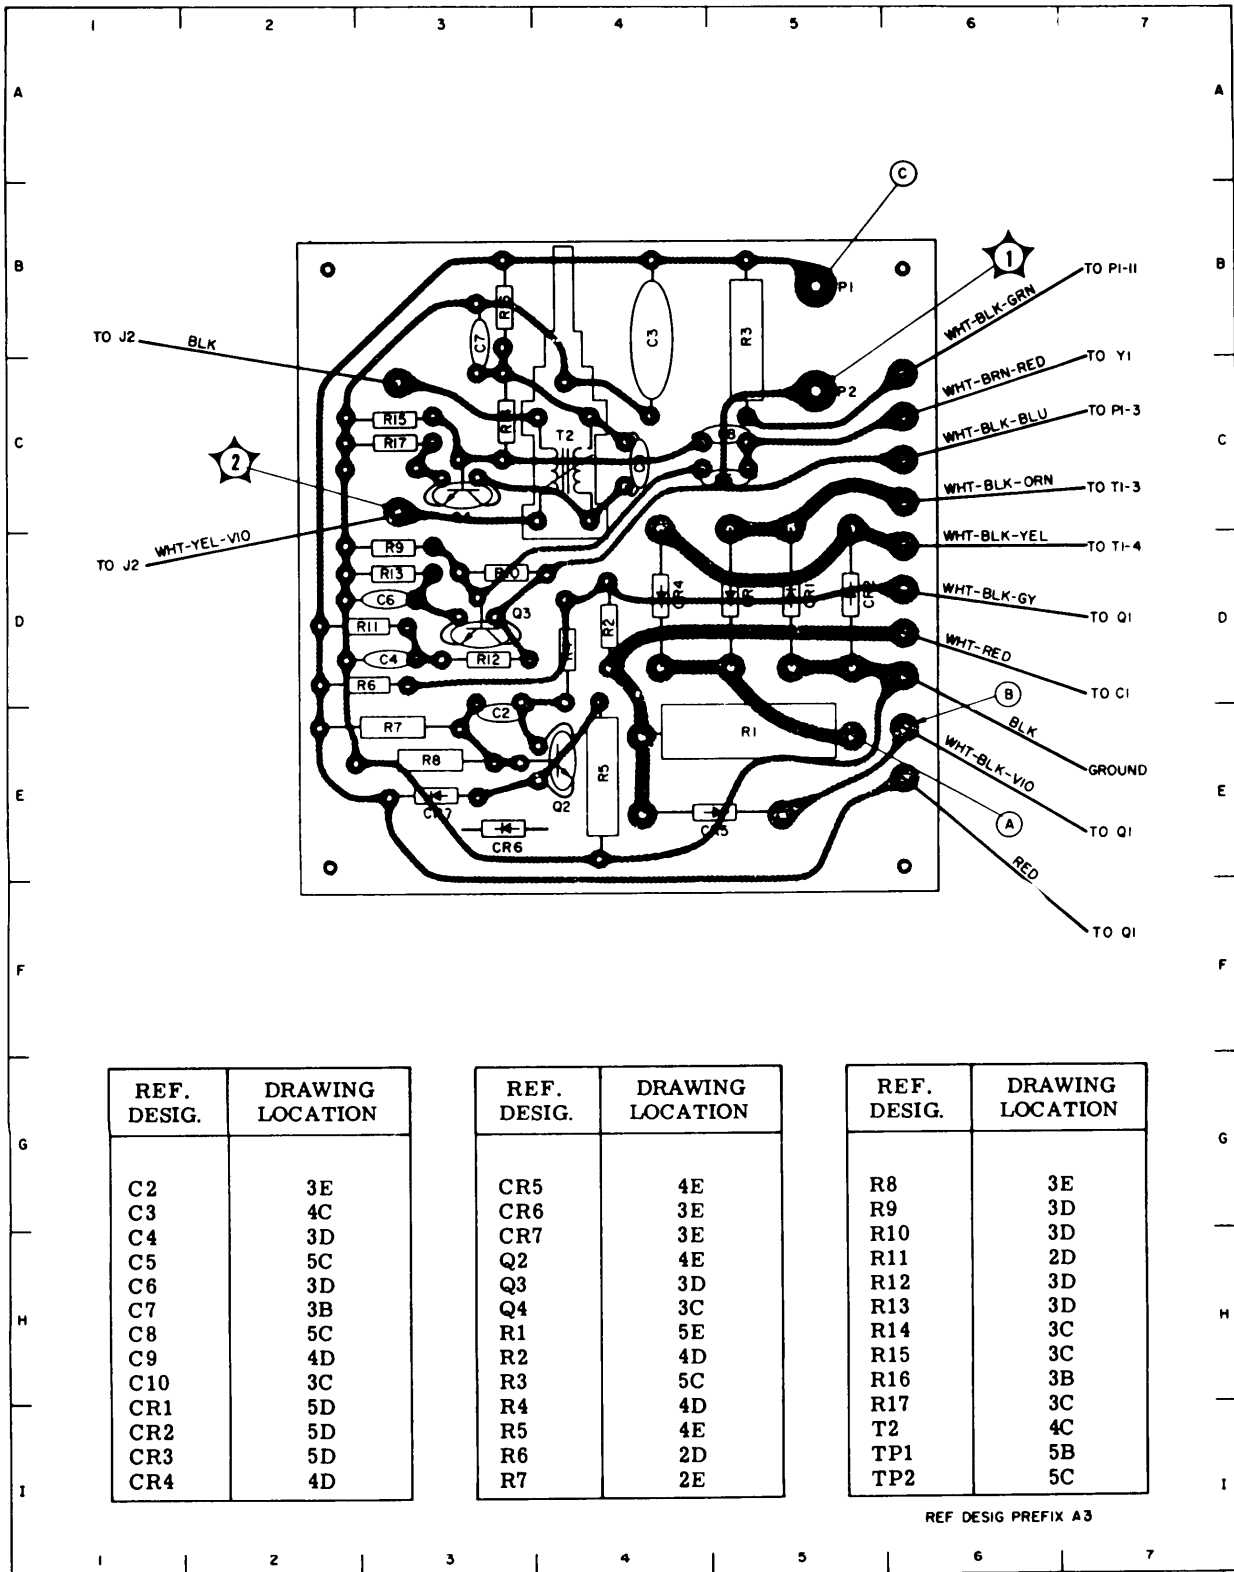 1 2 3 4 5 6 7
A A
C
B B
1
TO P1-11
WHT-BLK-GRN
P1
R16
C7
C3
R3
TO J2
BLK
TO Y1
WHT-BRN-RED
P2
TO P1-3
WHT-BLK-BLU
R15
R17
T2
C8
C C
2
WHT-BLK-ORN
TO T1-3
WHT-YEL-VIO
TO J2
R9
WHT-BLK-YEL
TO T1-4
R13
R10
C6
CR4
CR1
WHT-BLK-GY
TO Q1
D D
R11
Q3
R2
C4
R12
R4
WHT-RED
TO C1
R6
B
BLK
GROUND
C2
R7
R1
R8
R5
WHT-BLK-VIO
TO Q1
E E
CR7
Q2
CR5
A
CR6
RED
TO Q1
F F
REF. DESIG. DRAWING LOCATION
C2 3E
C3 4C
C4 3D
C5 5C
C6 3D
C7 3B
C8 5C
C9 4D
C10 3C
CR1 5D
CR2 5D
CR3 5D
CR4 4D
REF. DESIG. DRAWING LOCATION
CR5 4E
CR6 3E
CR7 3E
Q2 4E
Q3 3D
Q4 3C
R1 5E
R2 4D
R3 5C
R4 4D
R5 4E
R6 2D
R7 2E
REF. DESIG. DRAWING LOCATION
R8 3E
R9 3D
R10 3D
R11 2D
R12 3D
R13 3D
R14 3C
R15 3C
R16 3B
R17 3C
T2 4C
TP1 5B
TP2 5C
G G
H H
I I
REF DESIG PREFIX A3
1 2 3 4 5 6 7